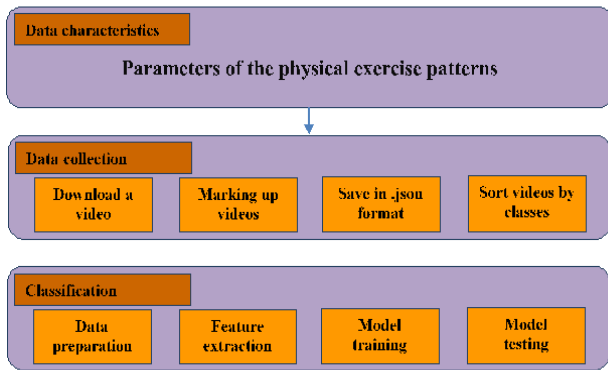 Data characteristics
Parameters of the physical exercise patterns
Data collection
Download a
video
Marking up
videos
Save in .json
format
Sort videos by
classes
Classification
Data
preparation
Feature
extraction
Model
training
Model
testing